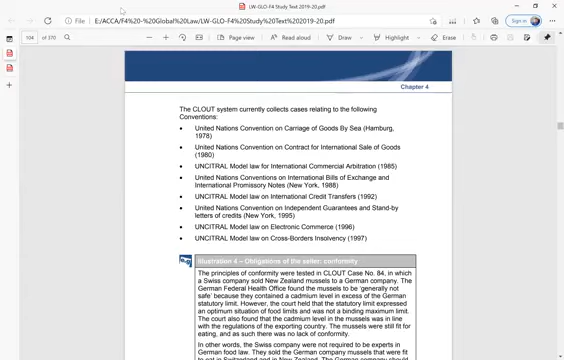 LW-GLO-F4 Study Text 2019-20.pdf
File E:/ACCA/F4%20-%20Global%20Law/LW-GLO-F4%20Study%20Text%202019-20.pdf
Sign in
104 of 370 Page view Read aloud Draw Highlight Erase
Chapter 4
The CLOUT system currently collects cases relating to the following
Conventions:
• United Nations Convention on Carriage of Goods By Sea (Hamburg,
1978)
• United Nations Convention on Contract for International Sale of Goods
(1980)
• UNCITRAL Model law for International Commercial Arbitration (1985)
• United Nations Conventions on International Bills of Exchange and
International Promissory Notes (New York, 1988)
• UNCITRAL Model law on International Credit Transfers (1992)
• United Nations Convention on Independent Guarantees and Stand-by
letters of credits (New York, 1995)
• UNCITRAL Model law on Electronic Commerce (1996)
• UNCITRAL Model law on Cross-Borders Insolvency (1997)
Illustration 4 – Obligations of the seller: conformity
The principles of conformity were tested in CLOUT Case No. 84, in which
a Swiss company sold New Zealand mussels to a German company. The
German Federal Health Office found the mussels to be 'generally not
safe' because they contained a cadmium level in excess of the German
statutory limit. However, the court held that the statutory limit expressed
an optimum situation of food limits and was not a binding maximum limit.
The court also found that the cadmium level in the mussels was in line
with the regulations of the exporting country. The mussels were still fit for
eating, and as such there was no lack of conformity.
In other words, the Swiss company were not required to be experts in
German food law. They sold the German company mussels that were fit
to eat in Switzerland and in New Zealand. The German company should